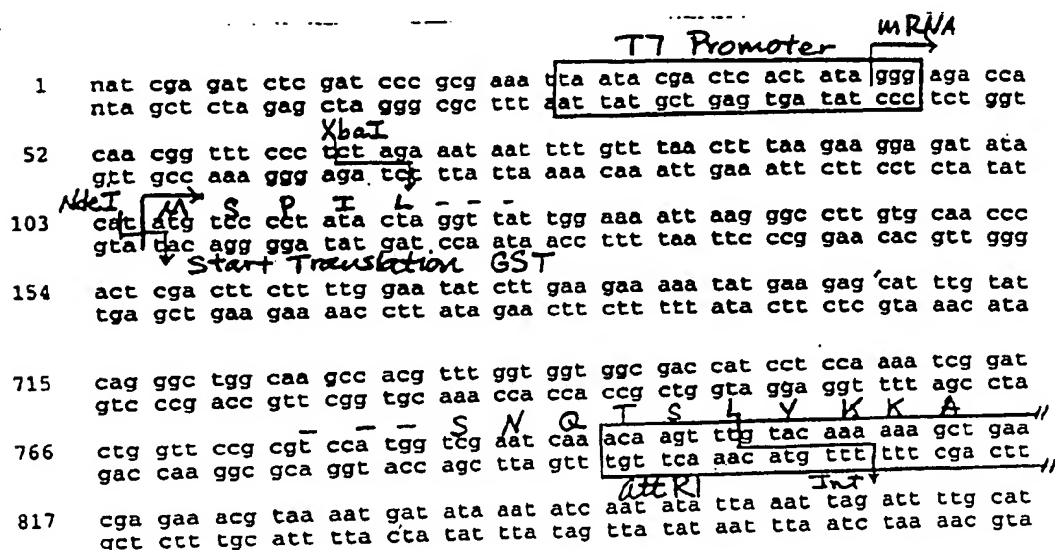 T7 Promoter mRNA
1 nat cga gat ctc gat ccc gcg aaa tta ata cga ctc act ata ggg aga cca
nta gct cta gag cta ggg cgc ttt aat tat gct gag tga tat ccc tct ggt
XbaI
52 caa cgg ttt ccc tct aga aat aat ttt gtt taa ctt taa gaa gga gat ata
gtt gcc aaa ggg aga tct tta tta aaa caa att gaa att ctt cct cta tat
NdeI M S P I L - - -
103 cat atg tcc cct ata cta ggt tat tgg aaa att aag ggc ctt gtg caa ccc
gta tac agg gga tat gat cca ata acc ttt taa ttc ccg gaa cac gtt ggg
Start Translation GST
154 act cga ctt ctt ttg gaa tat ctt gaa gaa aaa tat gaa gag cat ttg tat
tga gct gaa gaa aac ctt ata gaa ctt ctt ttt ata ctt ctc gta aac ata
715 cag ggc tgg caa gcc acg ttt ggt ggt ggc gac cat cct cca aaa tcg gat
gtc ccg acc gtt cgg tgc aaa cca cca ccg ctg gta gga ggt ttt agc cta
- - - - S N Q T S L Y K K A
766 ctg gtt ccg cgt cca tgg tcg aat caa aca agt ttg tac aaa aaa gct gaa
gac caa ggc gca ggt acc agc tta gtt tgt tca aac atg ttt ttt cga ctt
attR1 Int
817 cga gaa acg taa aat gat ata aat atc aat ata tta aat tag att ttg cat
gct ctt tgc att tta cta tat tta tag tta tat aat tta atc taa aac gta